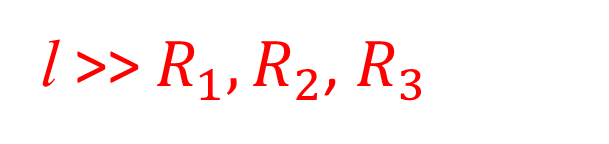 l >> R₁, R₂, R₃